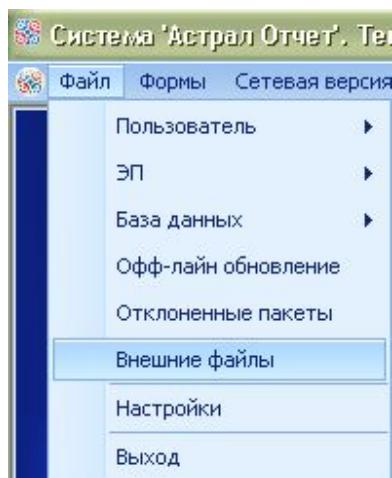 Система 'Астрал Отчет'. Те
Файл Формы Сетевая версия
Пользователь
ЭП
База данных
Офф-лайн обновление
Отклоненные пакеты
Внешние файлы
Настройки
Выход